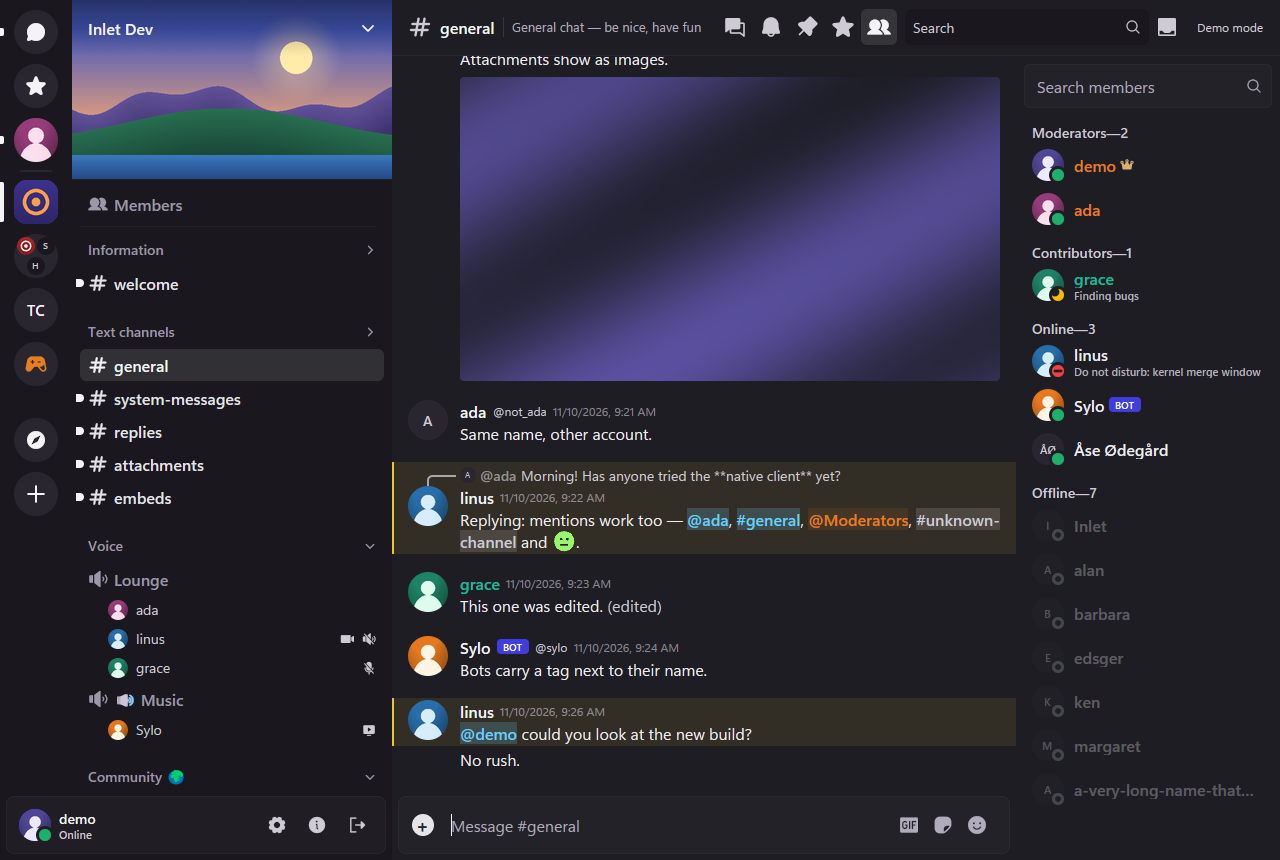 Inlet Dev
S
H
TC
Members
Information
# welcome
Text channels
# general
# system-messages
# replies
# attachments
# embeds
Voice
Lounge
ada
linus
grace
Music
Sylo
Community
demo
Online
# general
General chat — be nice, have fun
Search
Demo mode
Attachments show as images.
A
ada @not_ada 11/10/2026, 9:21 AM
Same name, other account.
A @ada Morning! Has anyone tried the **native client** yet?
linus 11/10/2026, 9:22 AM
Replying: mentions work too — @ada, #general, @Moderators, #unknown-
channel and .
grace 11/10/2026, 9:23 AM
This one was edited. (edited)
Sylo BOT @sylo 11/10/2026, 9:24 AM
Bots carry a tag next to their name.
linus 11/10/2026, 9:26 AM
@demo could you look at the new build?
No rush.
Message #general
GIF
Search members
Moderators—2
demo
ada
Contributors—1
grace
Finding bugs
Online—3
linus
Do not disturb: kernel merge window
Sylo BOT
ÅØ Åse Ødegård
Offline—7
I Inlet
A alan
B barbara
E edsger
K ken
M margaret
A a-very-long-name-that...